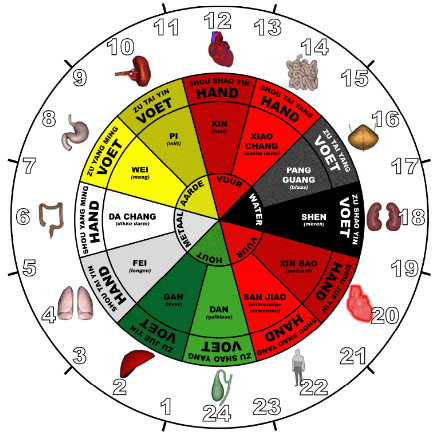 12
13
14
15
16
17
18
19
20
21
22
23
24
1
2
3
4
5
6
7
8
9
10
11
SHOU SHAO YIN
HAND
XIN
(hart)
SHOU TAI YANG
HAND
XIAO
CHANG
(dunne darm)
ZU TAI YANG
VOET
PANG
GUANG
(blaas)
ZU SHAO YIN
VOET
SHEN
(nieren)
SHOU JUE YIN
HAND
XIN BAO
(pericard)
SHOU SHAO YANG
HAND
SAN JIAO
(drievoudige
verwarmer)
ZU SHAO YANG
VOET
DAN
(galblaas)
ZU JUE YIN
VOET
GAN
(lever)
SHOU TAI YIN
HAND
FEI
(longen)
SHOU YANG MING
HAND
DA CHANG
(dikke darm)
ZU YANG MING
VOET
WEI
(maag)
ZU TAI YIN
VOET
PI
(milt)
VUUR
WATER
VUUR
HOUT
METAAL
AARDE